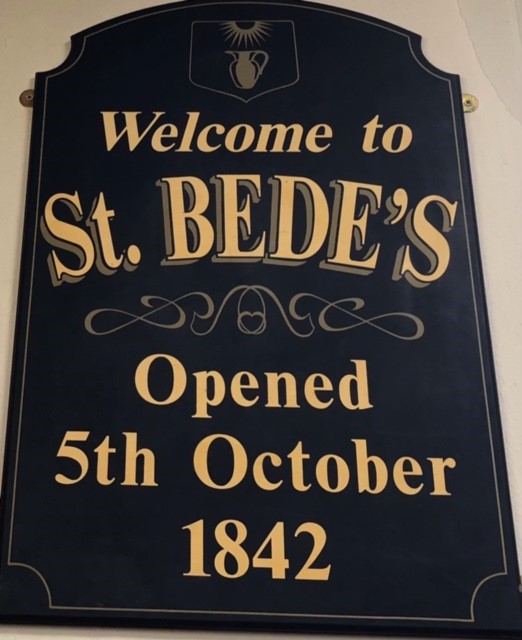 Welcome to
St. BEDE'S
Opened
5th October
1842